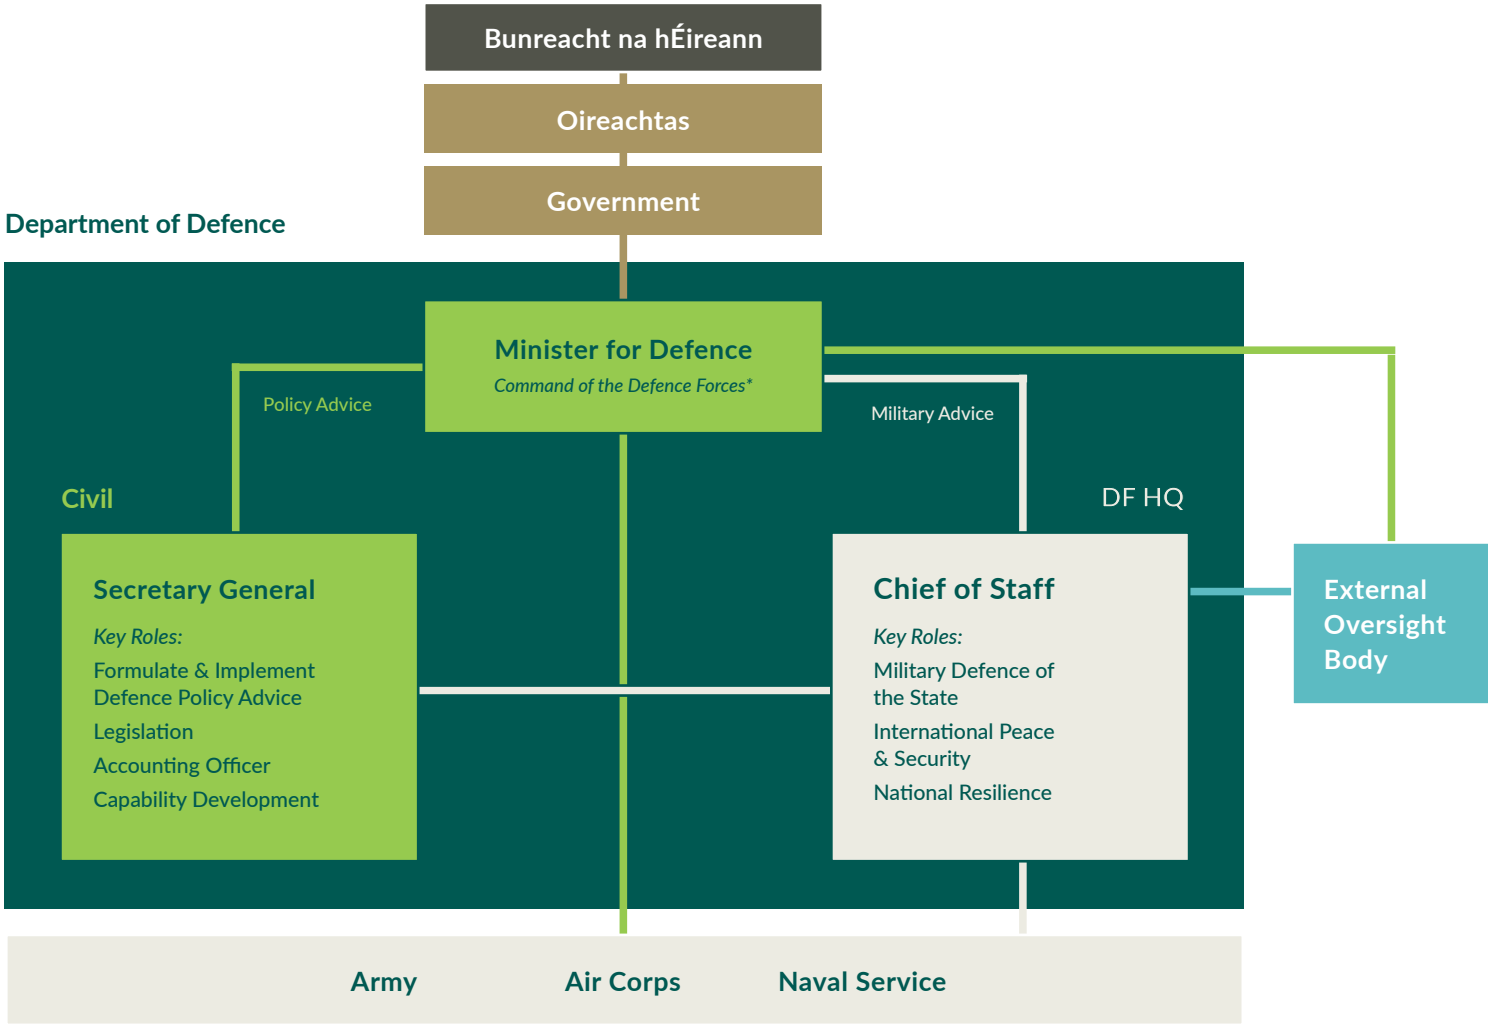 Bunreacht na hÉireann
Oireachtas
Government
Department of Defence
Minister for Defence
Command of the Defence Forces*
Policy Advice
Military Advice
Civil
DF HQ
Secretary General
Key Roles:
Formulate & Implement
Defence Policy Advice
Legislation
Accounting Officer
Capability Development
Chief of Staff
Key Roles:
Military Defence of
the State
International Peace
& Security
National Resilience
External
Oversight
Body
Army
Air Corps
Naval Service